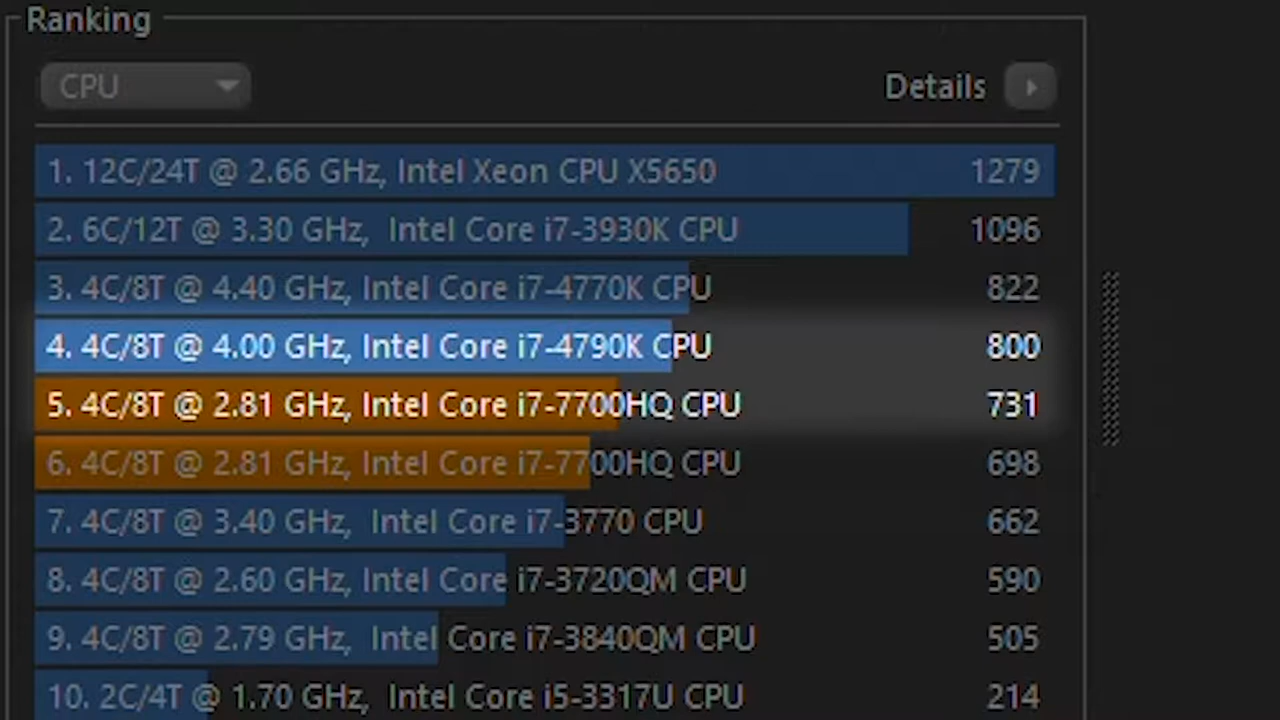 Ranking
CPU
Details
1. 12C/24T @ 2.66 GHz, Intel Xeon CPU X5650 1279
2. 6C/12T @ 3.30 GHz, Intel Core i7-3930K CPU 1096
3. 4C/8T @ 4.40 GHz, Intel Core i7-4770K CPU 822
4. 4C/8T @ 4.00 GHz, Intel Core i7-4790K CPU 800
5. 4C/8T @ 2.81 GHz, Intel Core i7-7700HQ CPU 731
6. 4C/8T @ 2.81 GHz, Intel Core i7-7700HQ CPU 698
7. 4C/8T @ 3.40 GHz, Intel Core i7-3770 CPU 662
8. 4C/8T @ 2.60 GHz, Intel Core i7-3720QM CPU 590
9. 4C/8T @ 2.79 GHz, Intel Core i7-3840QM CPU 505
10. 2C/4T @ 1.70 GHz, Intel Core i5-3317U CPU 214